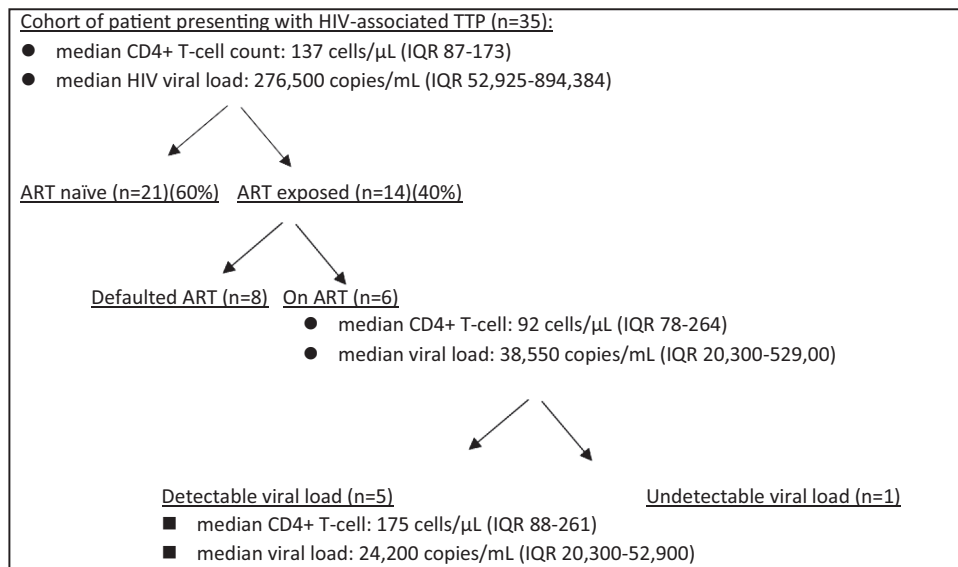 Cohort of patient presenting with HIV-associated TTP (n=35):
● median CD4+ T-cell count: 137 cells/µL (IQR 87-173)
● median HIV viral load: 276,500 copies/mL (IQR 52,925-894,384)
ART naïve (n=21)(60%) ART exposed (n=14)(40%)
Defaulted ART (n=8) On ART (n=6)
● median CD4+ T-cell: 92 cells/µL (IQR 78-264)
● median viral load: 38,550 copies/mL (IQR 20,300-529,00)
Detectable viral load (n=5) Undetectable viral load (n=1)
■ median CD4+ T-cell: 175 cells/µL (IQR 88-261)
■ median viral load: 24,200 copies/mL (IQR 20,300-52,900)